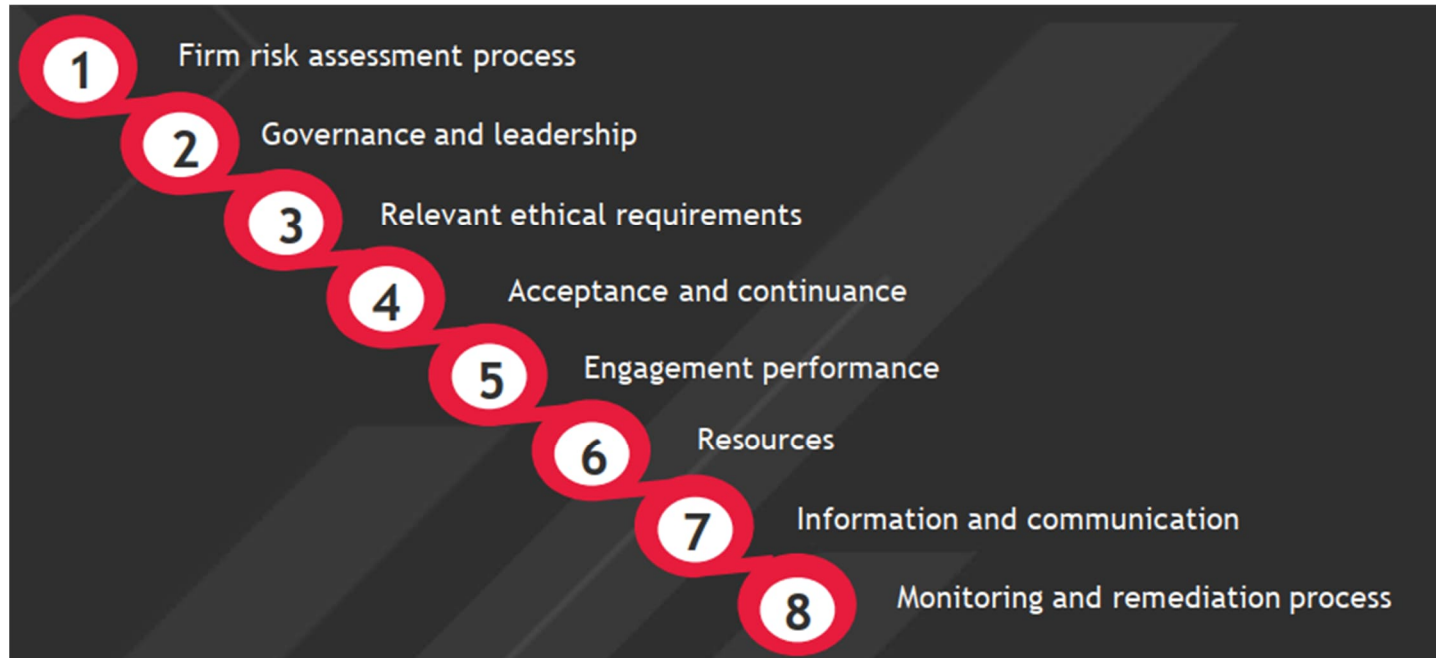 1 Firm risk assessment process
2 Governance and leadership
3 Relevant ethical requirements
4 Acceptance and continuance
5 Engagement performance
6 Resources
7 Information and communication
8 Monitoring and remediation process